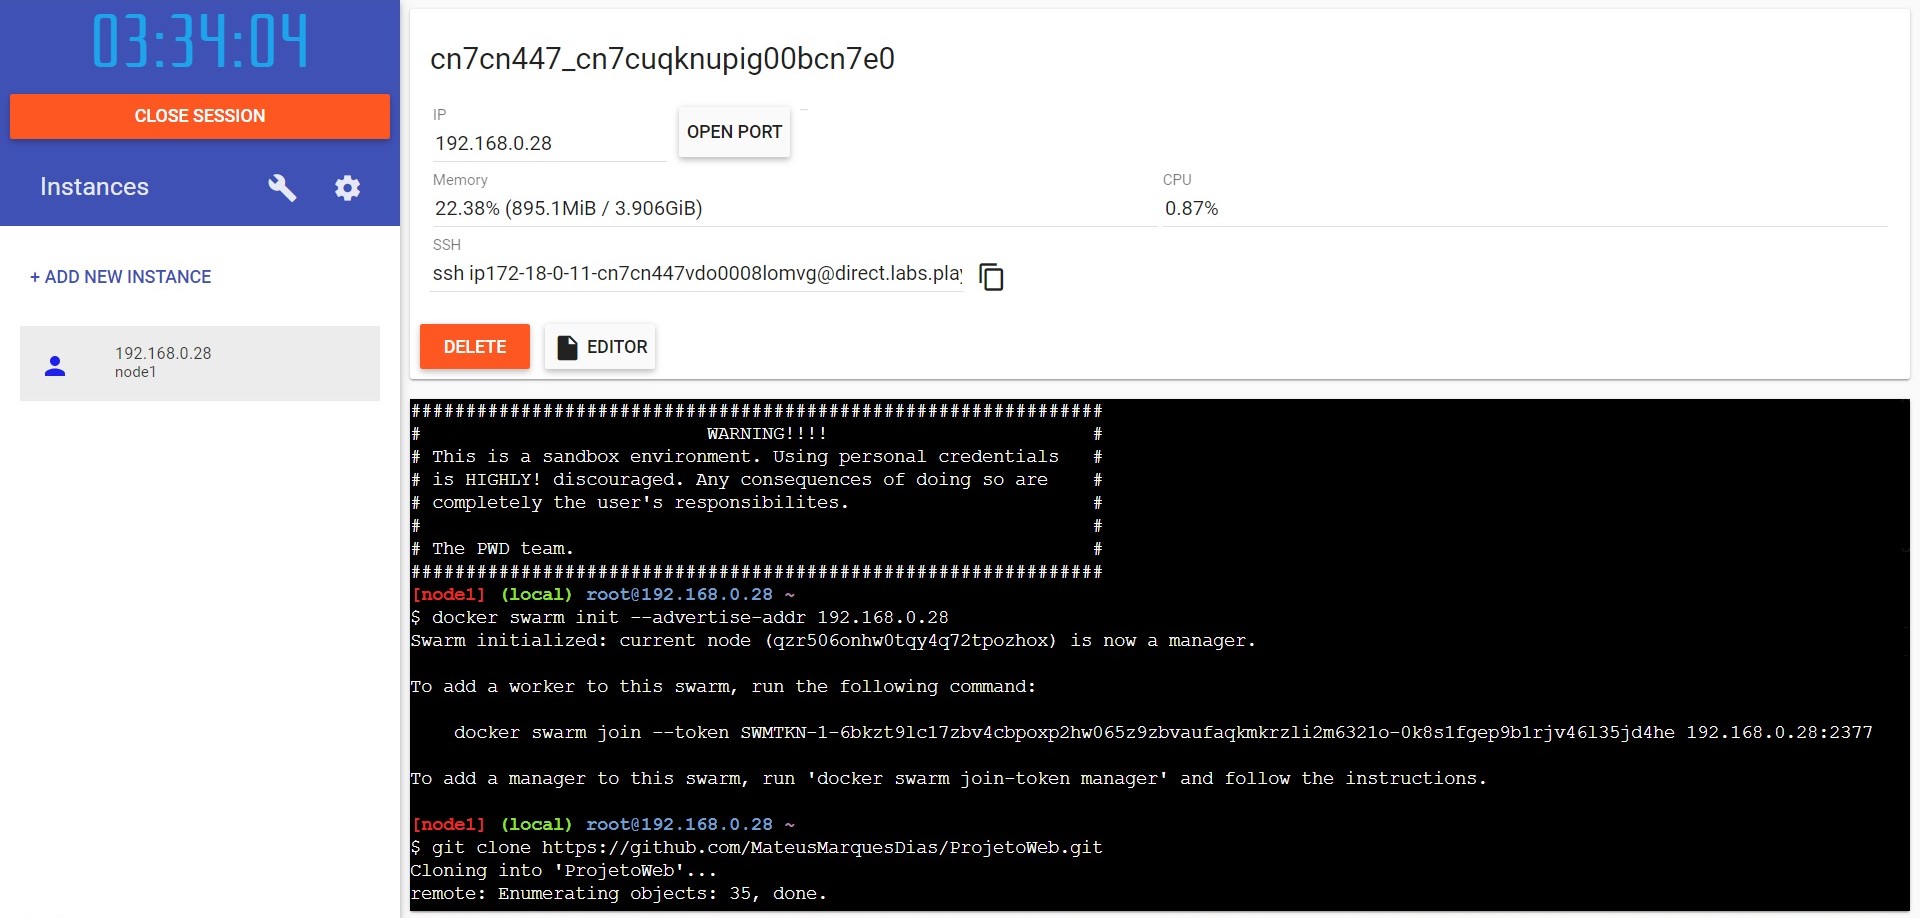 03:34:04
CLOSE SESSION
Instances
+ ADD NEW INSTANCE
192.168.0.28
node1
cn7cn447_cn7cuqknupig00bcn7e0
IP
192.168.0.28
OPEN PORT
Memory
22.38% (895.1MiB / 3.906GiB)
CPU
0.87%
SSH
ssh ip172-18-0-11-cn7cn447vdo0008lomvg@direct.labs.play
DELETE
EDITOR
###############################################################
#                          WARNING!!!!                        #
# This is a sandbox environment. Using personal credentials   #
# is HIGHLY! discouraged. Any consequences of doing so are    #
# completely the user's responsibilites.                      #
#                                                             #
# The PWD team.                                               #
###############################################################
[node1] (local) root@192.168.0.28 ~
$ docker swarm init --advertise-addr 192.168.0.28
Swarm initialized: current node (qzr506onhw0tqy4q72tpozhox) is now a manager.
To add a worker to this swarm, run the following command:
docker swarm join --token SWMTKN-1-6bkzt9lc17zbv4cbpoxp2hw065z9zbvaufaqkmkrzli2m6321o-0k8s1fgep9b1rjv46l35jd4he 192.168.0.28:2377
To add a manager to this swarm, run 'docker swarm join-token manager' and follow the instructions.
[node1] (local) root@192.168.0.28 ~
$ git clone https://github.com/MateusMarquesDias/ProjetoWeb.git
Cloning into 'ProjetoWeb'...
remote: Enumerating objects: 35, done.